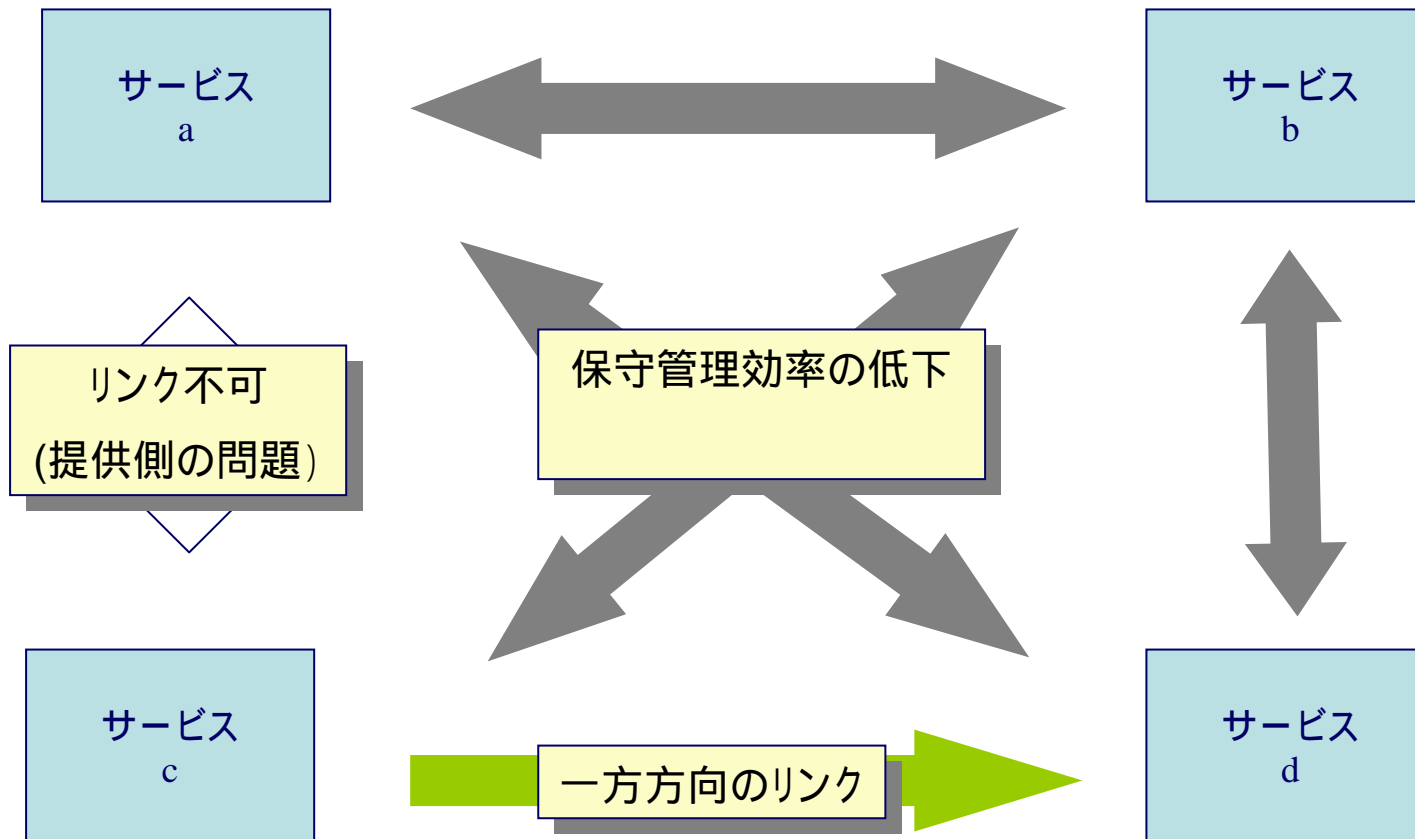 サービス
a
サービス
b
リンク不可
(提供側の問題)
保守管理効率の低下
サービス
c
一方方向のリンク
サービス
d